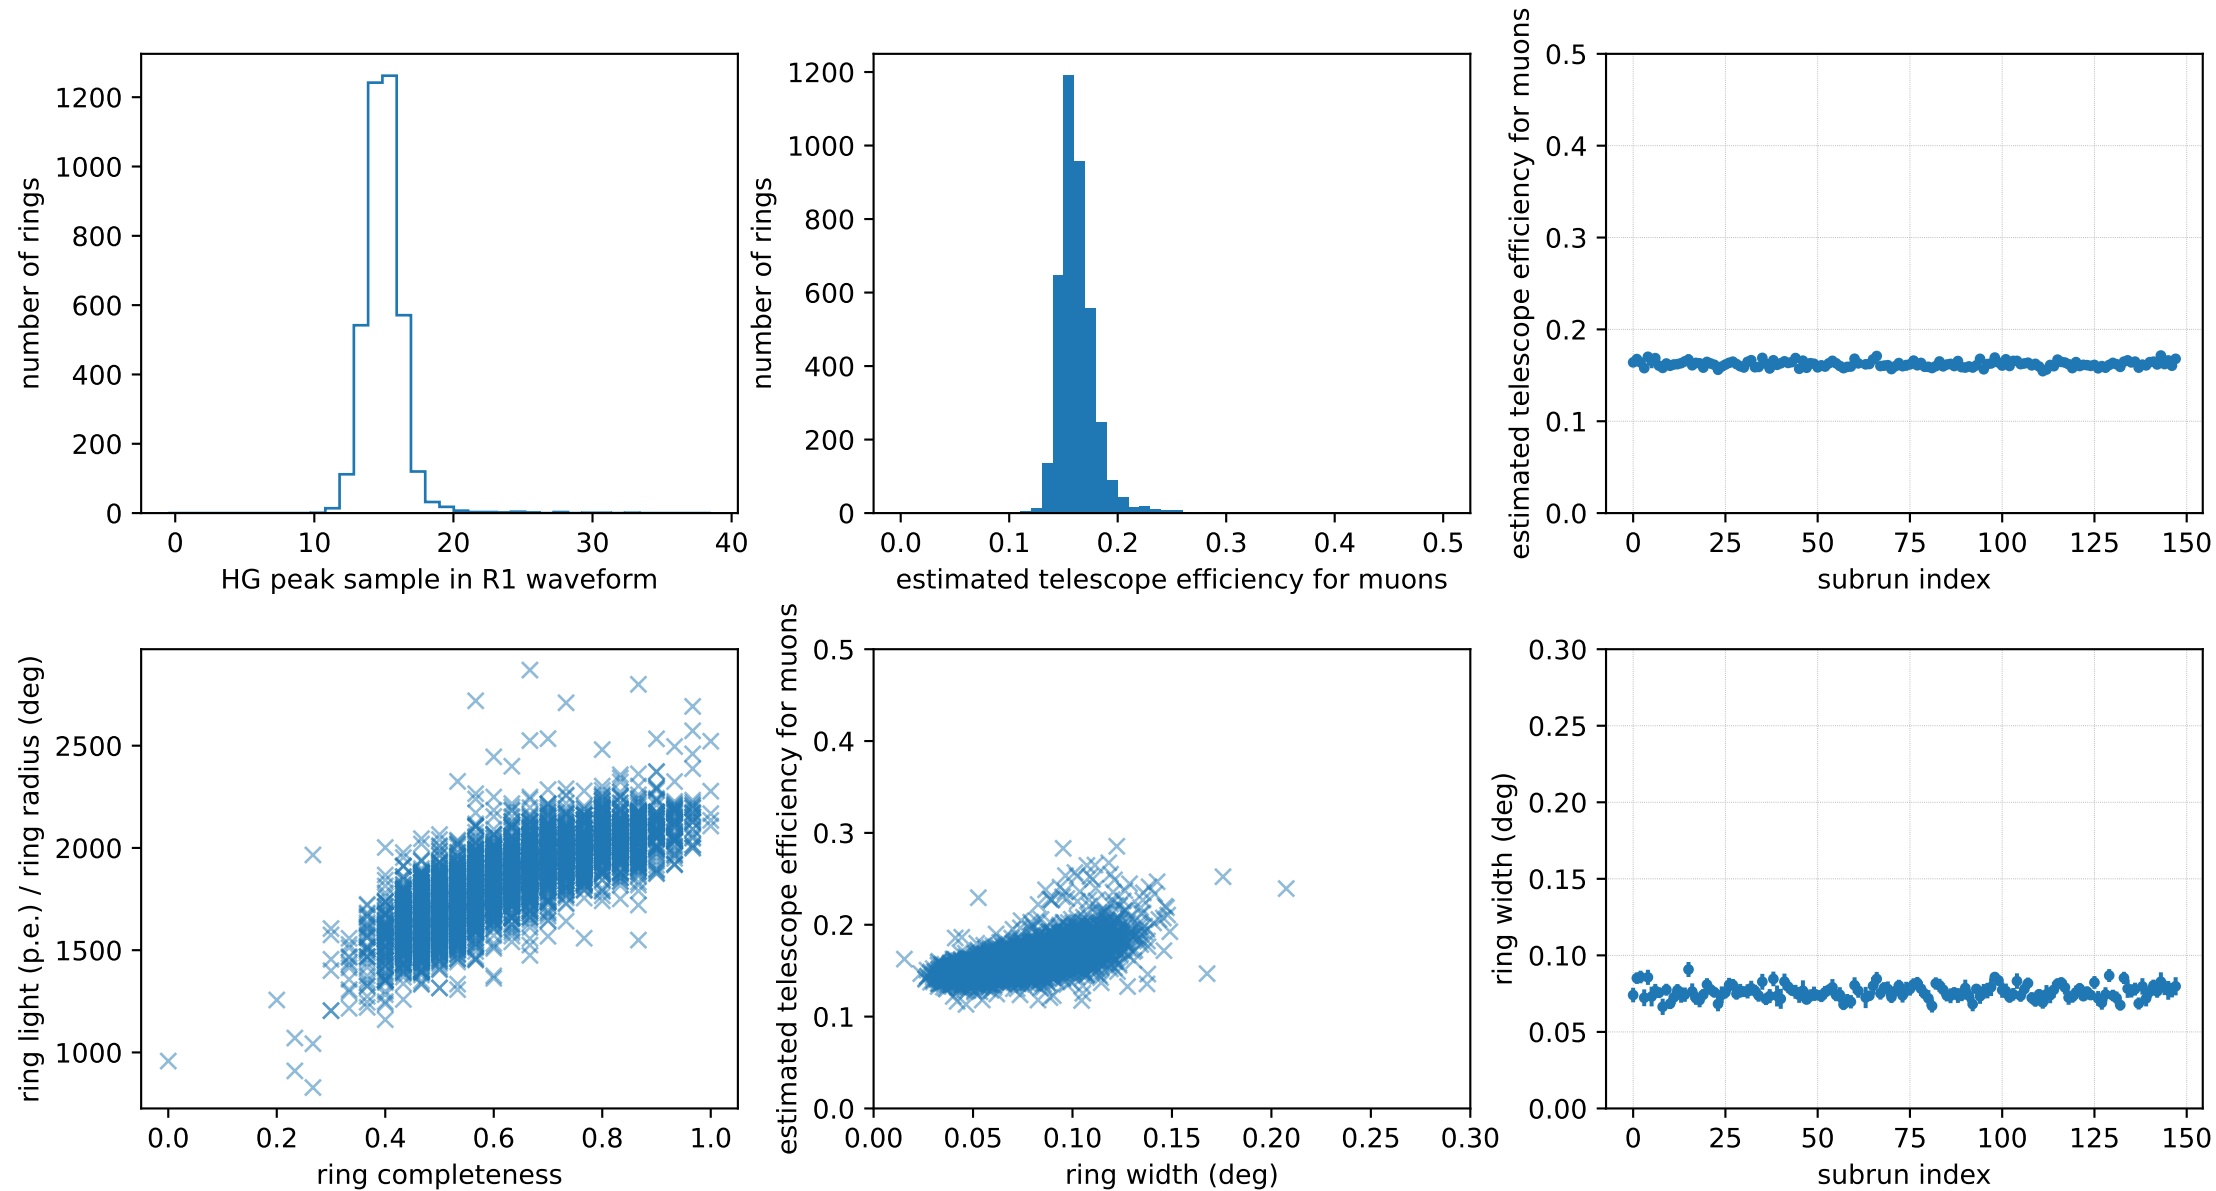 1200
1000
800
600
400
200
0
number of rings
0 10 20 30 40
HG peak sample in R1 waveform
1200
1000
800
600
400
200
0
number of rings
0.0 0.1 0.2 0.3 0.4 0.5
estimated telescope efficiency for muons
0.5
0.4
0.3
0.2
0.1
0.0
estimated telescope efficiency for muons
0 25 50 75 100 125 150
subrun index
2500
2000
1500
1000
ring light (p.e.) / ring radius (deg)
0.0 0.2 0.4 0.6 0.8 1.0
ring completeness
0.5
0.4
0.3
0.2
0.1
0.0
estimated telescope efficiency for muons
0.00 0.05 0.10 0.15 0.20 0.25 0.30
ring width (deg)
0.30
0.25
0.20
0.15
0.10
0.05
0.00
ring width (deg)
0 25 50 75 100 125 150
subrun index